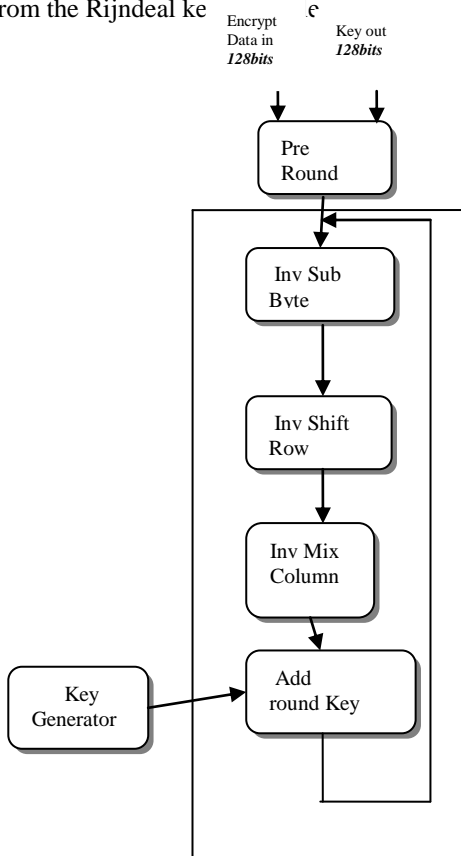 rom the Rijndeal ke
Encrypt
Data in
128bits
Key out
128bits
Pre
Round
Inv Sub
Byte
Inv Shift
Row
Inv Mix
Column
Add
round Key
Key
Generator